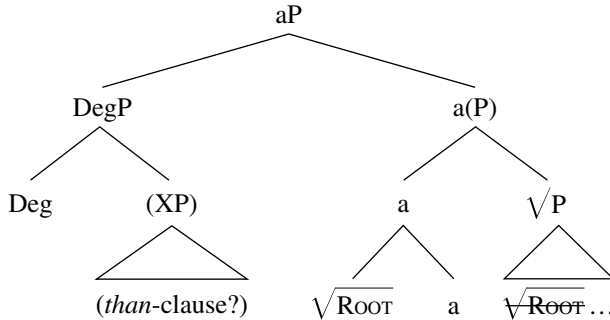 aP
DegP a(P)
Deg (XP) a √P
(than-clause?) √ROOT a √ROOT ...